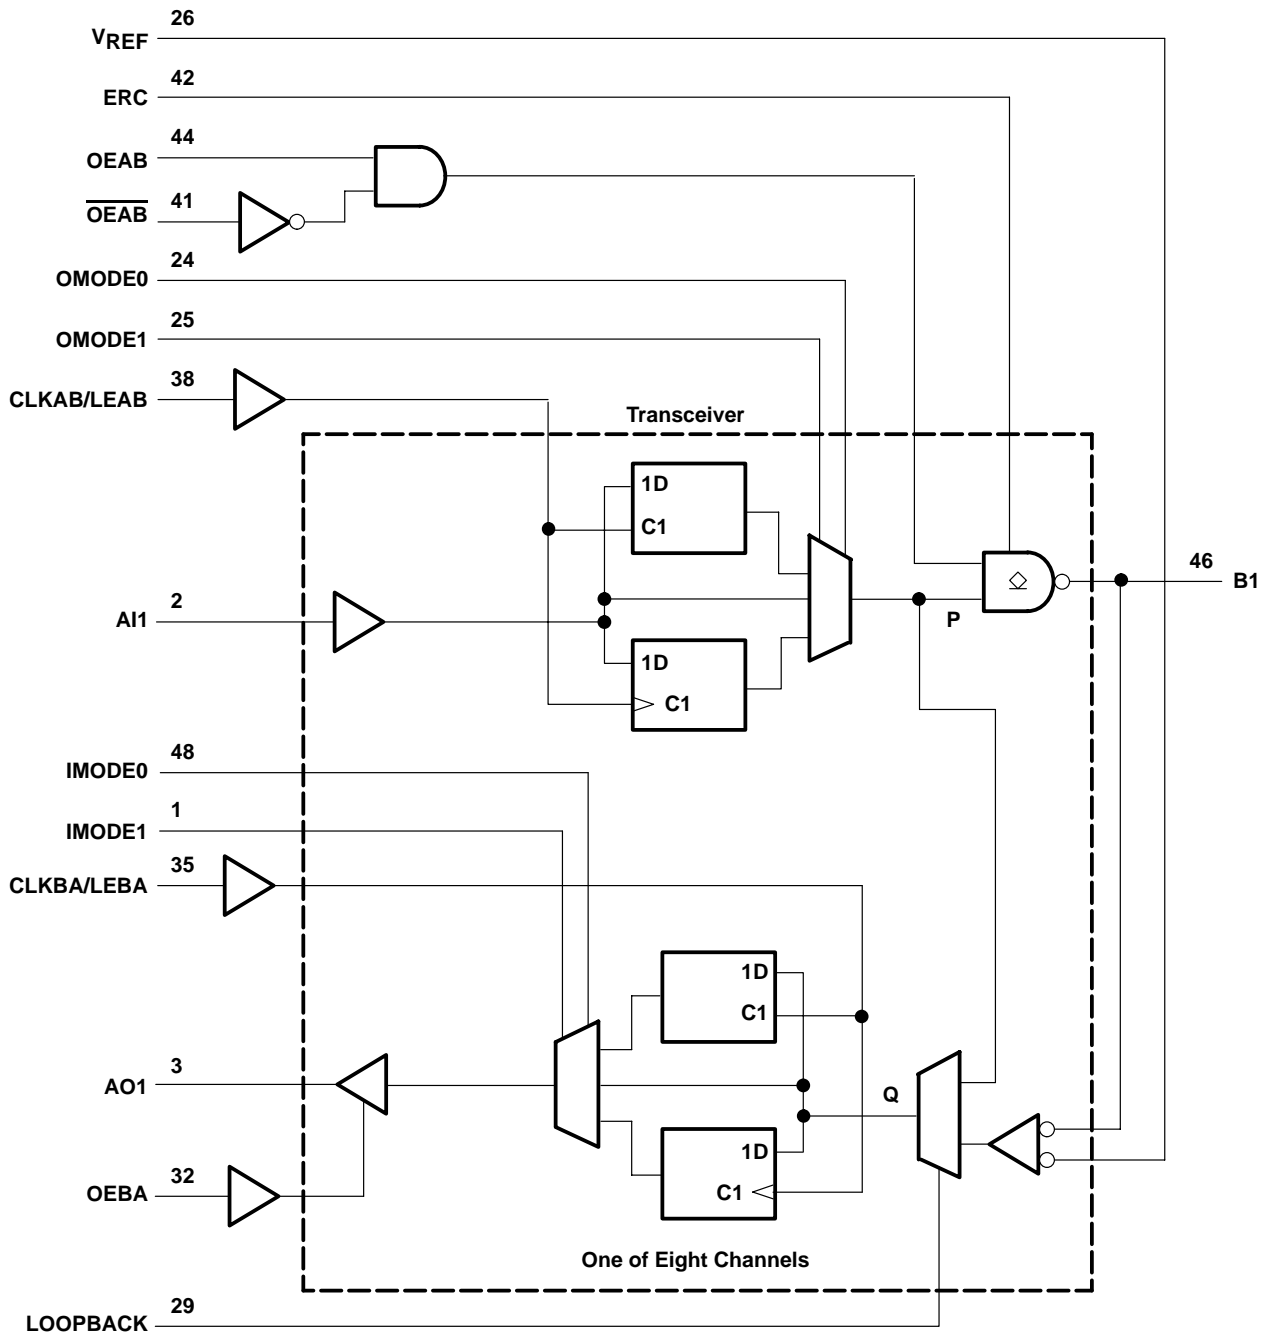 26
VREF
42
ERC
44
OEAB
41
OEAB
24
OMODE0
25
OMODE1
38
CLKAB/LEAB
Transceiver
1D
C1
46
B1
2
AI1
P
1D
C1
48
IMODE0
1
IMODE1
35
CLKBA/LEBA
1D
C1
3
AO1
Q
1D
C1
32
OEBA
One of Eight Channels
29
LOOPBACK